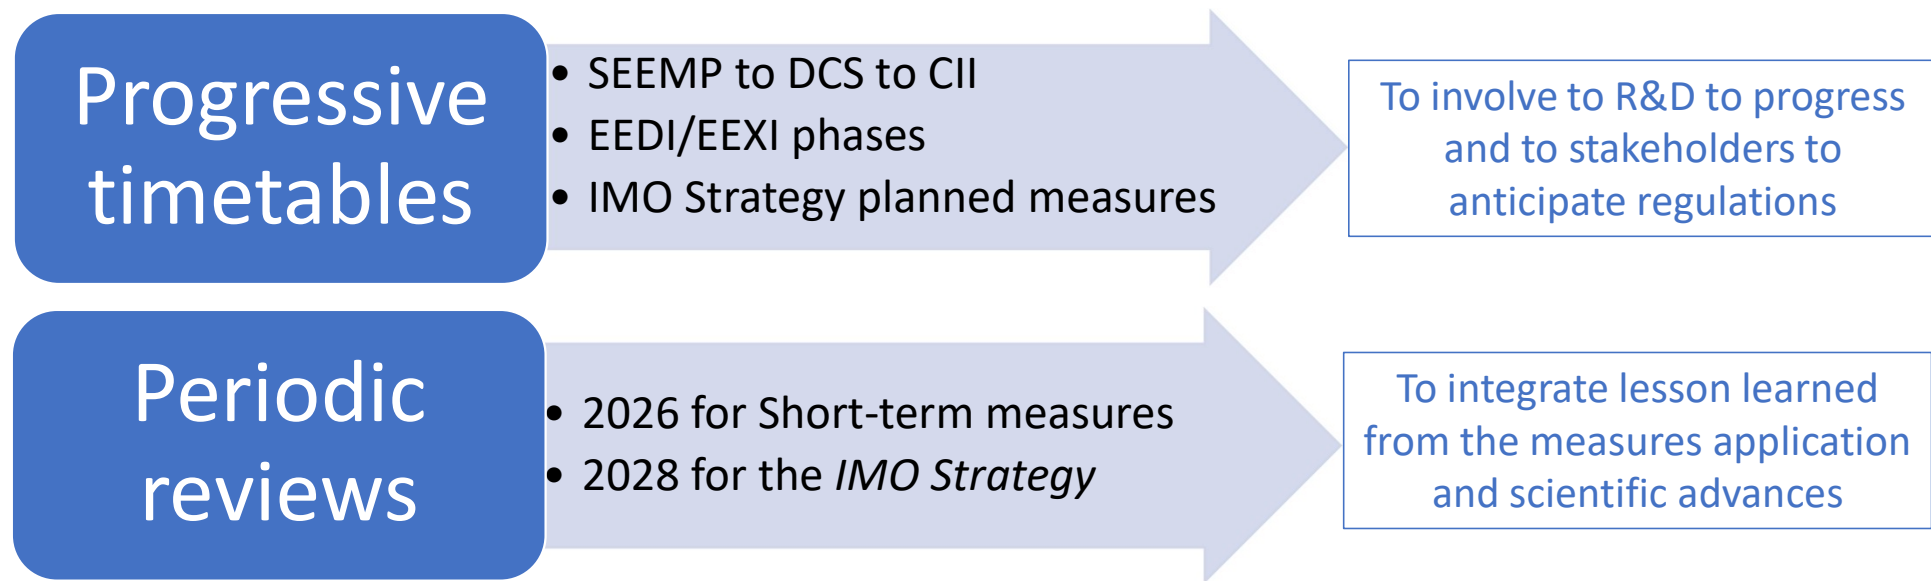 Progressive
timetables
• SEEMP to DCS to CII
• EEDI/EEXI phases
• IMO Strategy planned measures
To involve to R&D to progress
and to stakeholders to
anticipate regulations
Periodic
reviews
• 2026 for Short-term measures
• 2028 for the IMO Strategy
To integrate lesson learned
from the measures application
and scientific advances